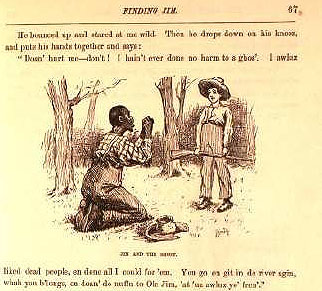 FINDING JIM. 67
He bounced up and stared at me wild. Then he drops down on his knees,
and puts his hands together and says:
"Doan' hurt me—don't! I hain't ever done no harm to a ghos'. I awluz
JIM AND THE GHOST.
liked dead people, en done all I could for 'em. You go en git in de river agin,
whah you b'longs, en doan' do nuffn to Ole Jim, 'at 'uz awluz yo' fren'."